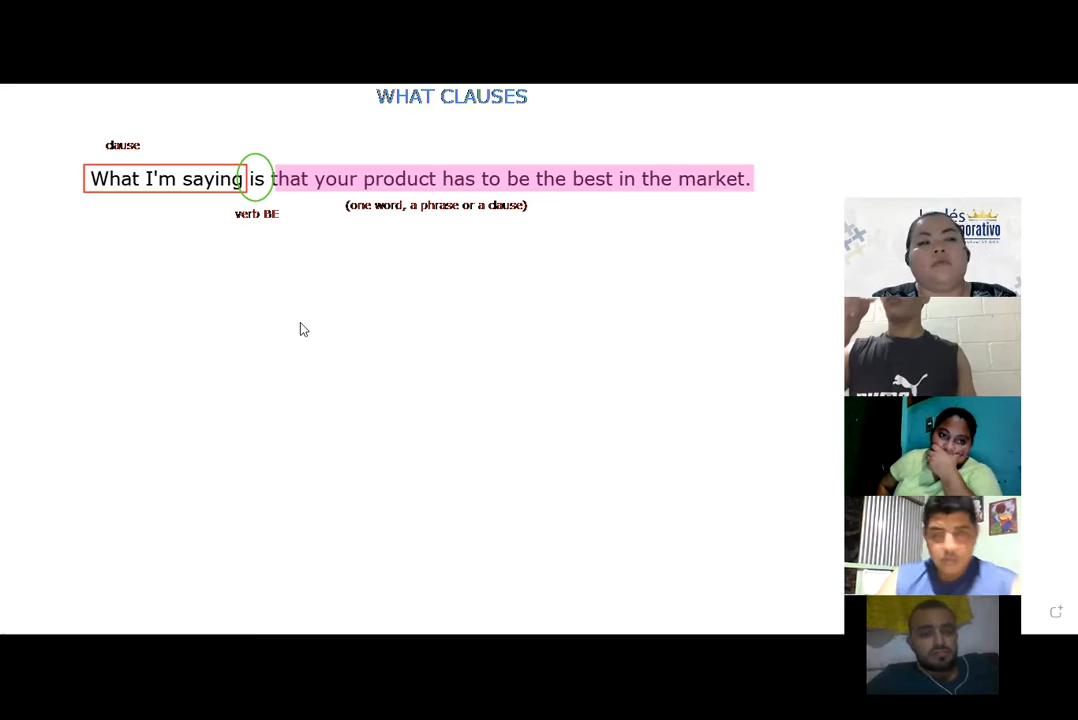 WHAT CLAUSES
clause
What I'm saying is that your product has to be the best in the market.
verb BE
(one word, a phrase or a clause)
PUMA